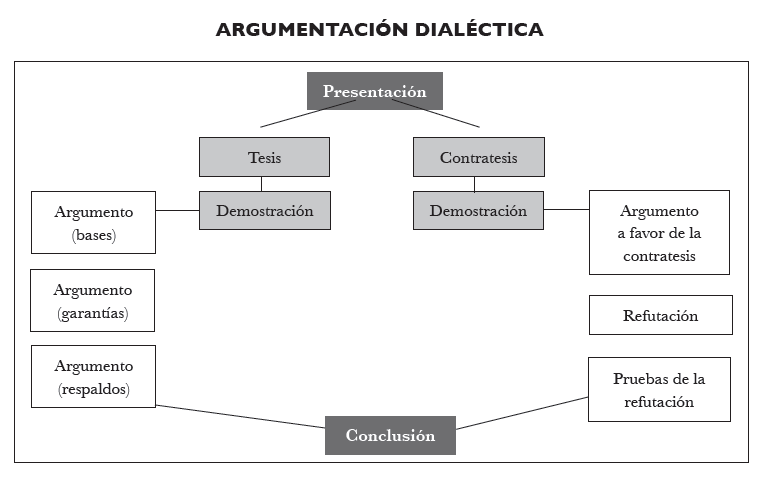 ARGUMENTACIÓN DIALÉCTICA
Presentación
Tesis
Contratesis
Demostración
Demostración
Argumento
(bases)
Argumento
a favor de la
contratesis
Argumento
(garantías)
Refutación
Argumento
(respaldos)
Pruebas de la
refutación
Conclusión